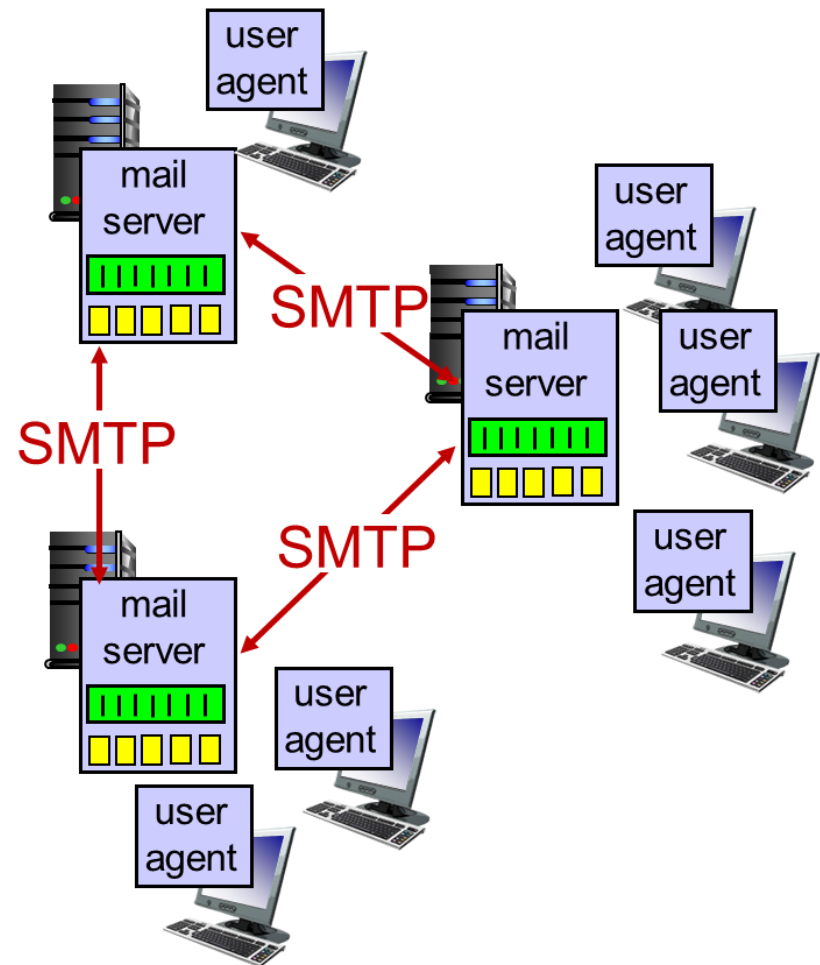 user
agent
mail
server
SMTP
user
agent
mail
server
user
agent
SMTP
SMTP
user
agent
mail
server
user
agent
user
agent